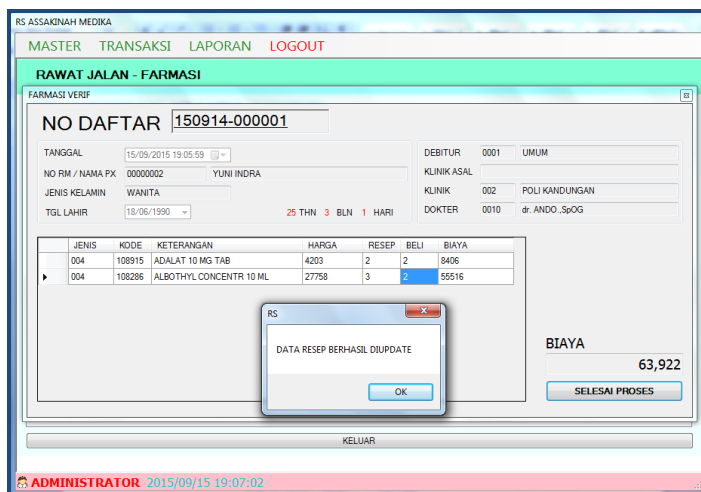 RS ASSAKINAH MEDIKA
MASTER TRANSAKSI LAPORAN LOGOUT
RAWAT JALAN - FARMASI
FARMASI VERIF
NO DAFTAR 150914-000001
TANGGAL 15/09/2015 19:05:59
NO RM / NAMA PX 00000002 YUNI INDRA
JENIS KELAMIN WANITA
TGL LAHIR 18/06/1990 25 THN 3 BLN 1 HARI
DEBITUR 0001 UMUM
KLINIK ASAL
KLINIK 002 POLI KANDUNGAN
DOKTER 0010 dr. ANDO.,SpOG
JENIS KODE KETERANGAN HARGA RESEP BELI BIAYA
004 108915 ADALAT 10 MG TAB 4203 2 2 8406
004 108286 ALBOTHYL CONCENTR 10 ML 27758 3 2 55516
RS
DATA RESEP BERHASIL DIUPDATE
OK
BIAYA
63,922
SELESAI PROSES
KELUAR
ADMINISTRATOR 2015/09/15 19:07:02